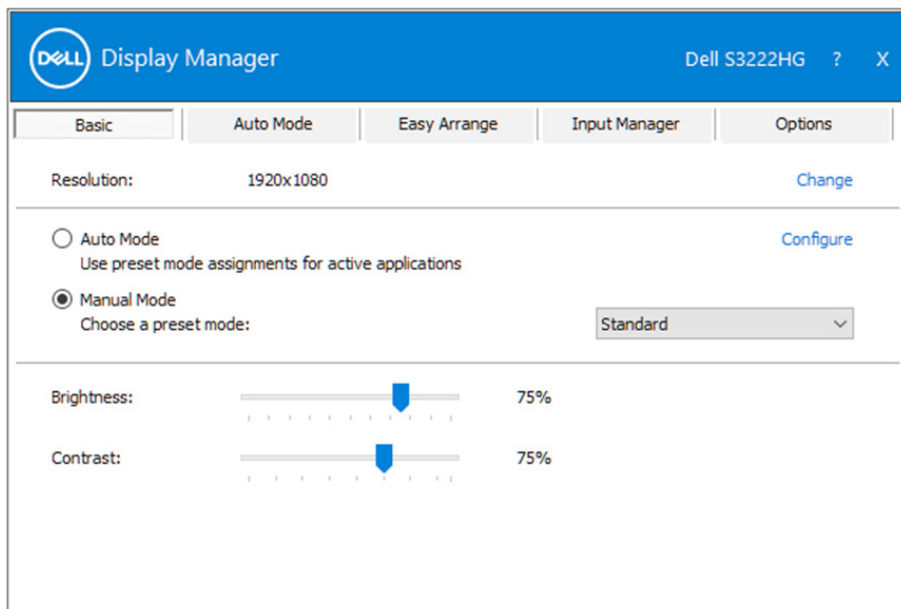 DELL Display Manager Dell S3222HG ? X
Basic Auto Mode Easy Arrange Input Manager Options
Resolution: 1920x1080 Change
Auto Mode Configure
Use preset mode assignments for active applications
Manual Mode
Choose a preset mode: Standard
Brightness: 75%
Contrast: 75%